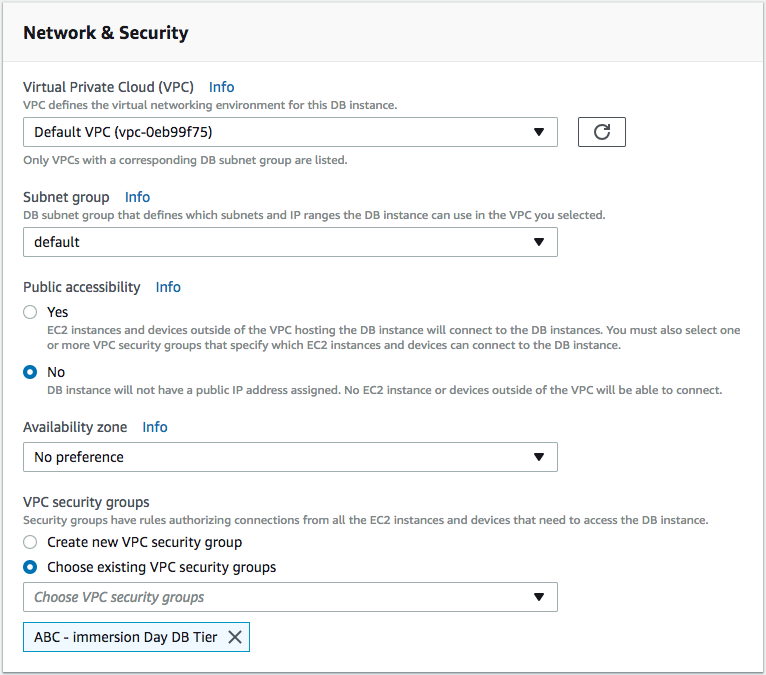 Network & Security
Virtual Private Cloud (VPC) Info
VPC defines the virtual networking environment for this DB instance.
Default VPC (vpc-0eb99f75)
Only VPCs with a corresponding DB subnet group are listed.
Subnet group Info
DB subnet group that defines which subnets and IP ranges the DB instance can use in the VPC you selected.
default
Public accessibility Info
Yes
EC2 instances and devices outside of the VPC hosting the DB instance will connect to the DB instances. You must also select one
or more VPC security groups that specify which EC2 instances and devices can connect to the DB instance.
No
DB instance will not have a public IP address assigned. No EC2 instance or devices outside of the VPC will be able to connect.
Availability zone Info
No preference
VPC security groups
Security groups have rules authorizing connections from all the EC2 instances and devices that need to access the DB instance.
Create new VPC security group
Choose existing VPC security groups
Choose VPC security groups
ABC - immersion Day DB Tier